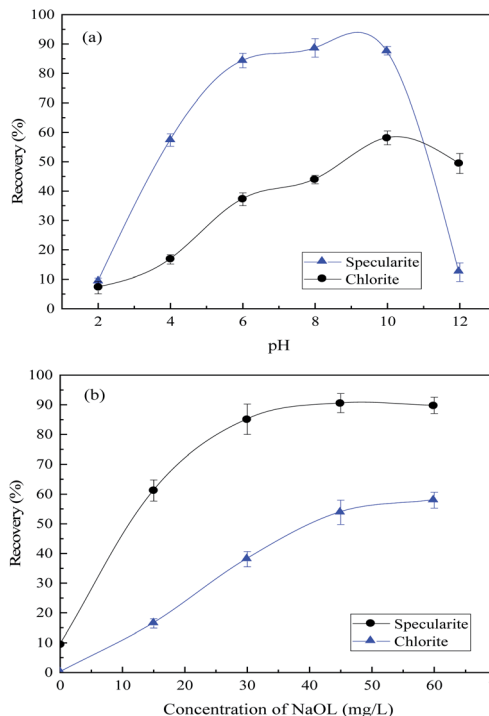 100
90
80
70
60
50
40
30
20
10
0
Recovery (%)
(a)
Specularite
Chlorite
2 4 6 8 10 12
pH
100
90
80
70
60
50
40
30
20
10
0
Recovery (%)
(b)
Specularite
Chlorite
0 10 20 30 40 50 60
Concentration of NaOL (mg/L)